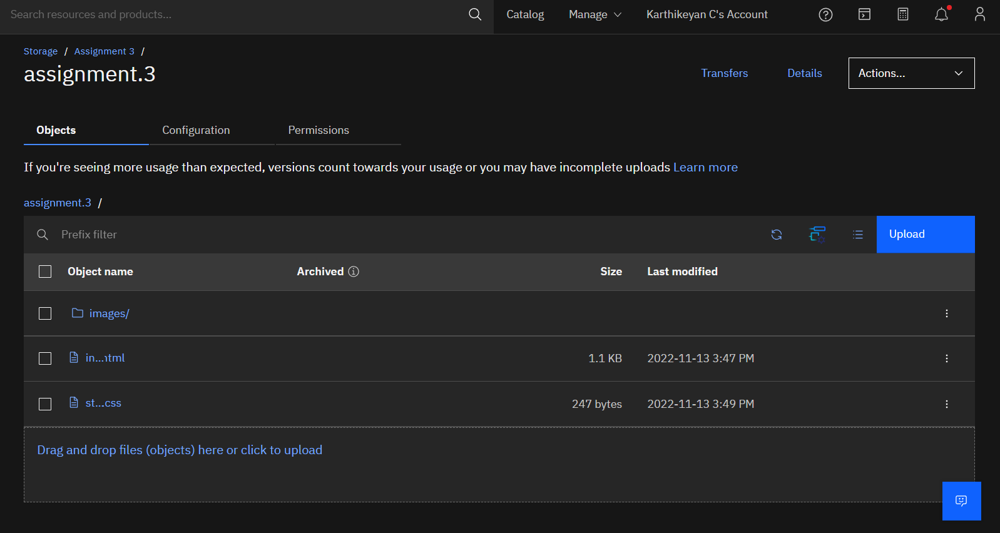 Search resources and products...
Catalog
Manage
Karthikeyan C's Account
Storage / Assignment 3 /
assignment.3
Transfers
Details
Actions...
Objects
Configuration
Permissions
If you're seeing more usage than expected, versions count towards your usage or you may have incomplete uploads Learn more
assignment.3 /
Prefix filter
Upload
Object name
Archived
Size
Last modified
images/
in...html
1.1 KB
2022-11-13 3:47 PM
st...css
247 bytes
2022-11-13 3:49 PM
Drag and drop files (objects) here or click to upload